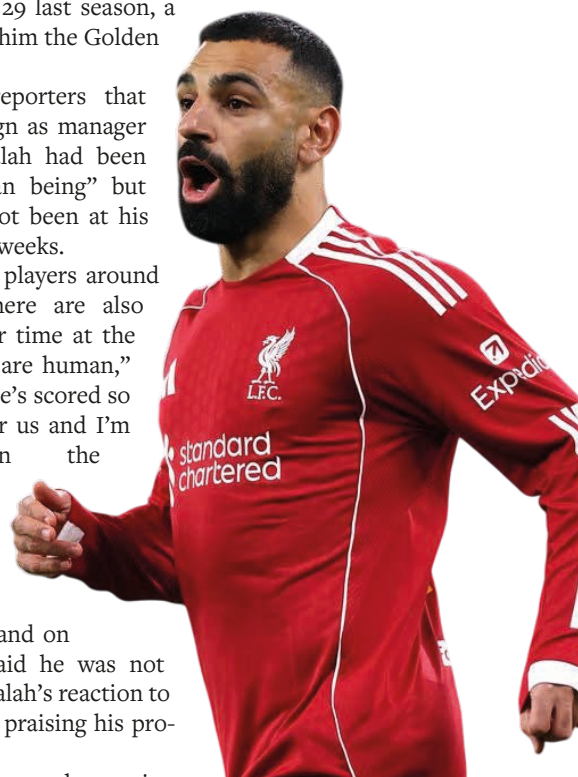 29 last season, a
him the Golden
eporters that
gn as manager
alah had been
an being” but
ot been at his
weeks.
players around
here are also
r time at the
are human,”
e’s scored so
r us and I’m
n the
and on
aid he was not
alah’s reaction to
praising his pro-
L.F.C.
standard
chartered
Expedia